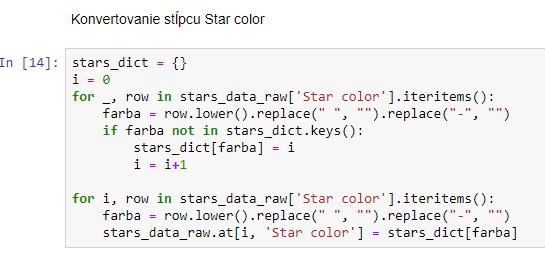 Konvertovanie stĺpcu Star color
In [14]: stars_dict = {}
i = 0
for _, row in stars_data_raw['Star color'].iteritems():
    farba = row.lower().replace(" ", "").replace("-", "")
    if farba not in stars_dict.keys():
        stars_dict[farba] = i
        i = i+1

for i, row in stars_data_raw['Star color'].iteritems():
    farba = row.lower().replace(" ", "").replace("-", "")
    stars_data_raw.at[i, 'Star color'] = stars_dict[farba]